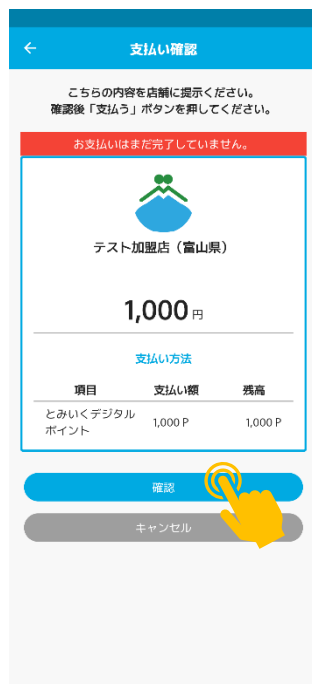 支払い確認
こちらの内容を店舗に提示ください。
確認後「支払う」ボタンを押してください。
お支払いはまだ完了していません。
テスト加盟店（富山県）
1,000 円
支払い方法
項目 支払い額 残高
とみいくデジタル
ポイント 1,000 P 1,000 P
確認
キャンセル